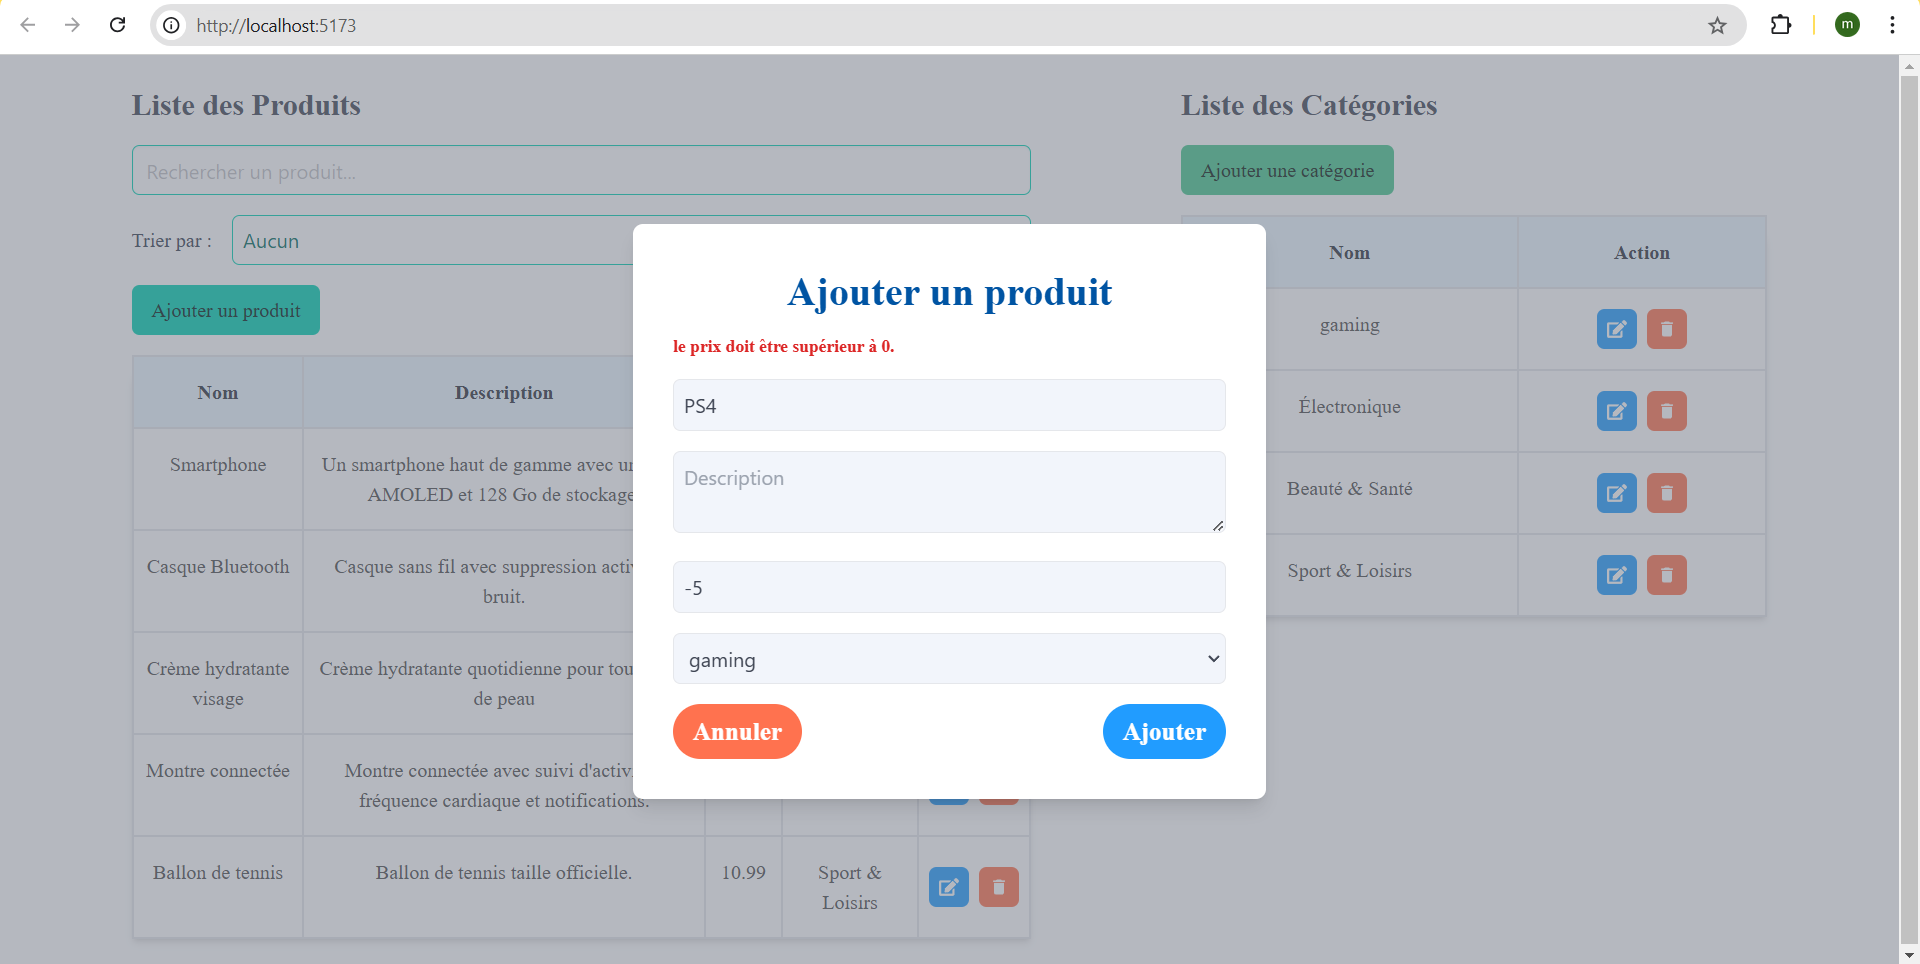 http://localhost:5173
m
Liste des Produits
Rechercher un produit...
Trier par :
Aucun
Ajouter un produit
Nom
Description
Smartphone
Un smartphone haut de gamme avec un
AMOLED et 128 Go de stockage
Casque Bluetooth
Casque sans fil avec suppression activ
bruit.
Crème hydratante
visage
Crème hydratante quotidienne pour tou
de peau
Montre connectée
Montre connectée avec suivi d'activ
fréquence cardiaque et notifications.
Ballon de tennis
Ballon de tennis taille officielle.
10.99
Sport &
Loisirs
Ajouter un produit
le prix doit être supérieur à 0.
PS4
Description
-5
gaming
Annuler
Ajouter
Liste des Catégories
Ajouter une catégorie
Nom
Action
gaming
Électronique
Beauté & Santé
Sport & Loisirs